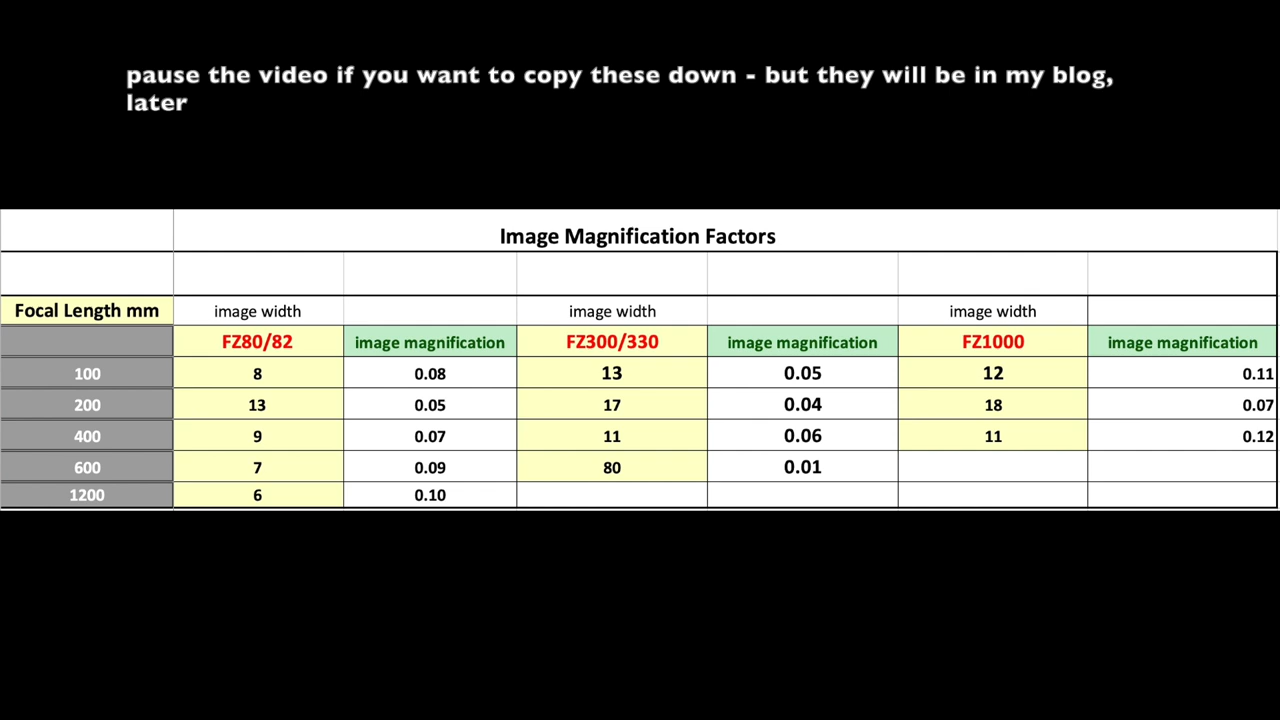 pause the video if you want to copy these down - but they will be in my blog,
later
Image Magnification Factors
Focal Length mm image width image width image width
FZ80/82 image magnification FZ300/330 image magnification FZ1000 image magnification
100 8 0.08 13 0.05 12 0.11
200 13 0.05 17 0.04 18 0.07
400 9 0.07 11 0.06 11 0.12
600 7 0.09 80 0.01
1200 6 0.10